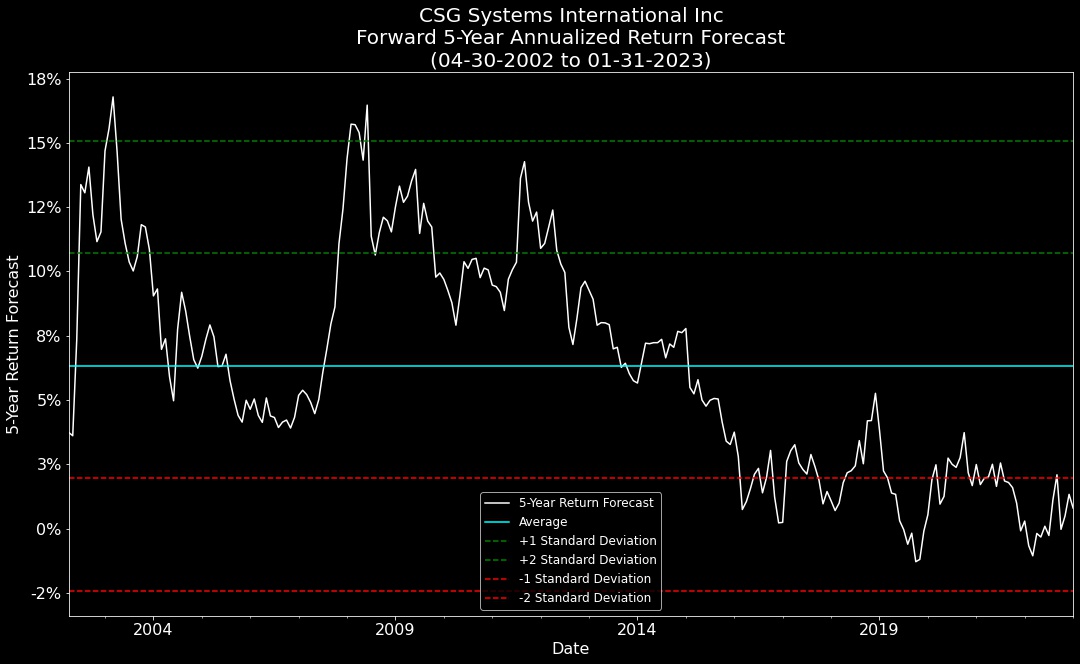 CSG Systems International Inc
Forward 5-Year Annualized Return Forecast
(04-30-2002 to 01-31-2023)
18%
15%
12%
10%
8%
5%
3%
0%
-2%
5-Year Return Forecast
5-Year Return Forecast
Average
+1 Standard Deviation
+2 Standard Deviation
-1 Standard Deviation
-2 Standard Deviation
2004
2009
2014
2019
Date